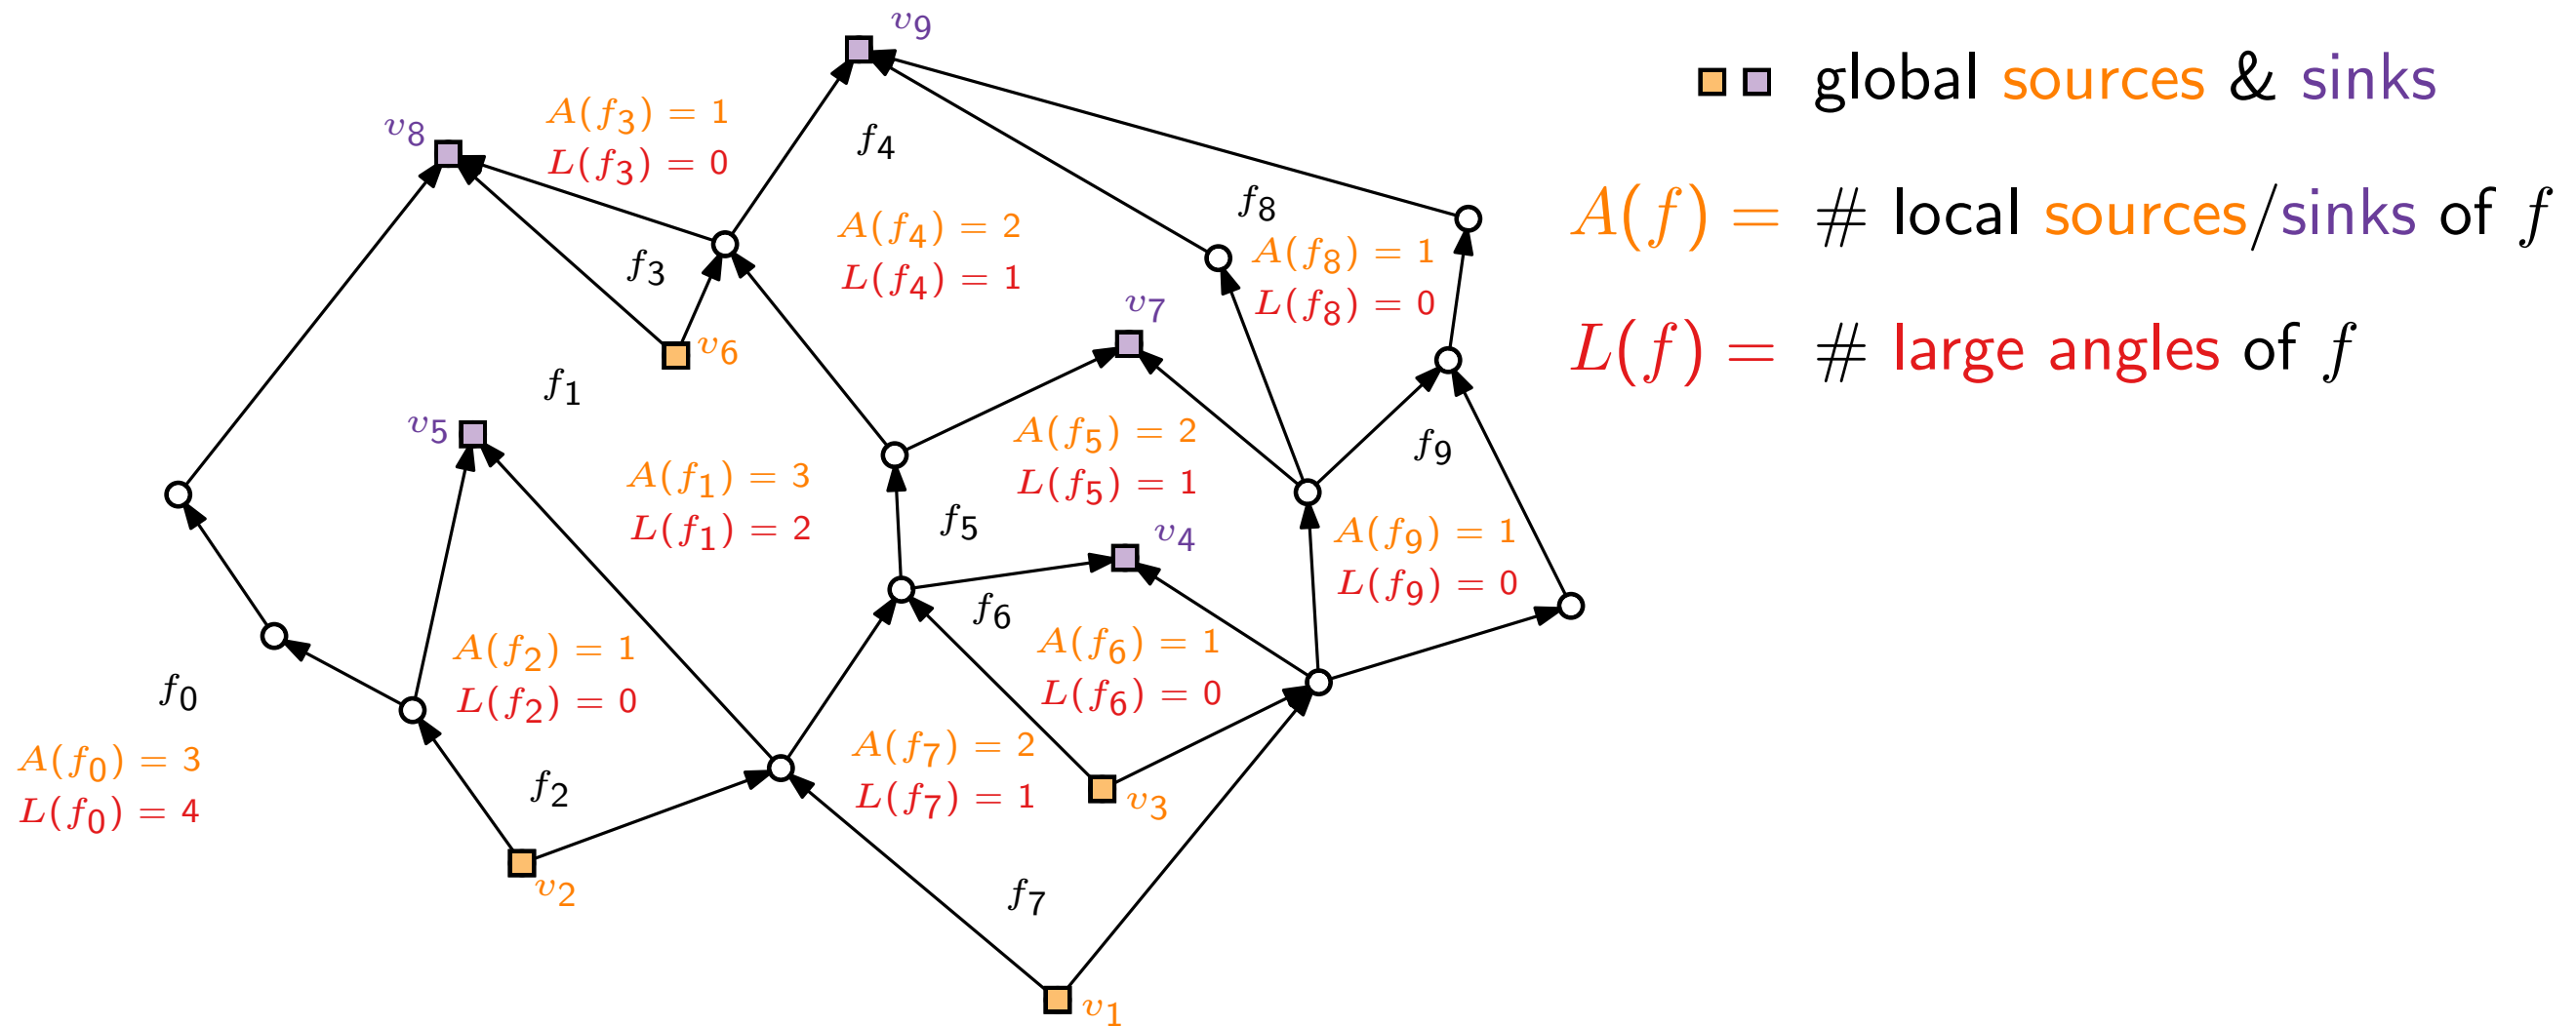 v9
global sources & sinks
v8
A(f3) = 1
L(f3) = 0
f4
A(f) = # local sources/sinks of f
f8
A(f4) = 2
L(f4) = 1
A(f8) = 1
L(f8) = 0
f3
v7
v6
L(f) = # large angles of f
f1
v5
A(f5) = 2
L(f5) = 1
f9
A(f1) = 3
L(f1) = 2
f5
v4
A(f9) = 1
L(f9) = 0
f6
A(f2) = 1
L(f2) = 0
A(f6) = 1
L(f6) = 0
f0
A(f0) = 3
L(f0) = 4
A(f7) = 2
L(f7) = 1
f2
v3
v2
f7
v1